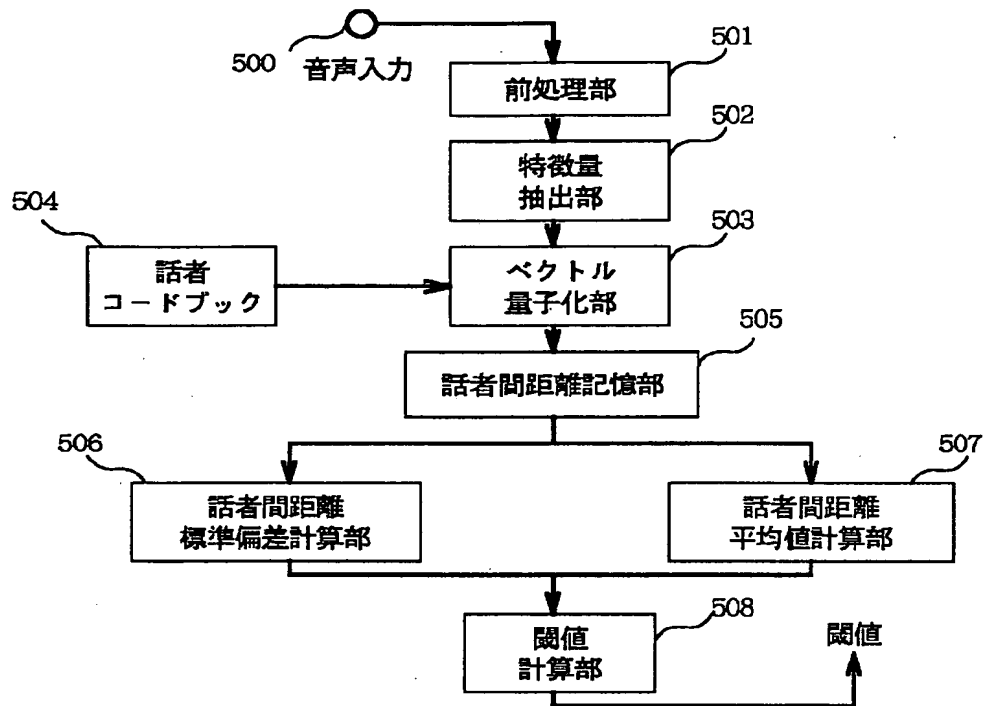 500
音声入力
501
前処理部
502
特徴量
抽出部
503
504
話者
コードブック
ベクトル
量子化部
505
話者間距離記憶部
506
話者間距離
標準偏差計算部
507
話者間距離
平均値計算部
508
閾値
計算部
閾値